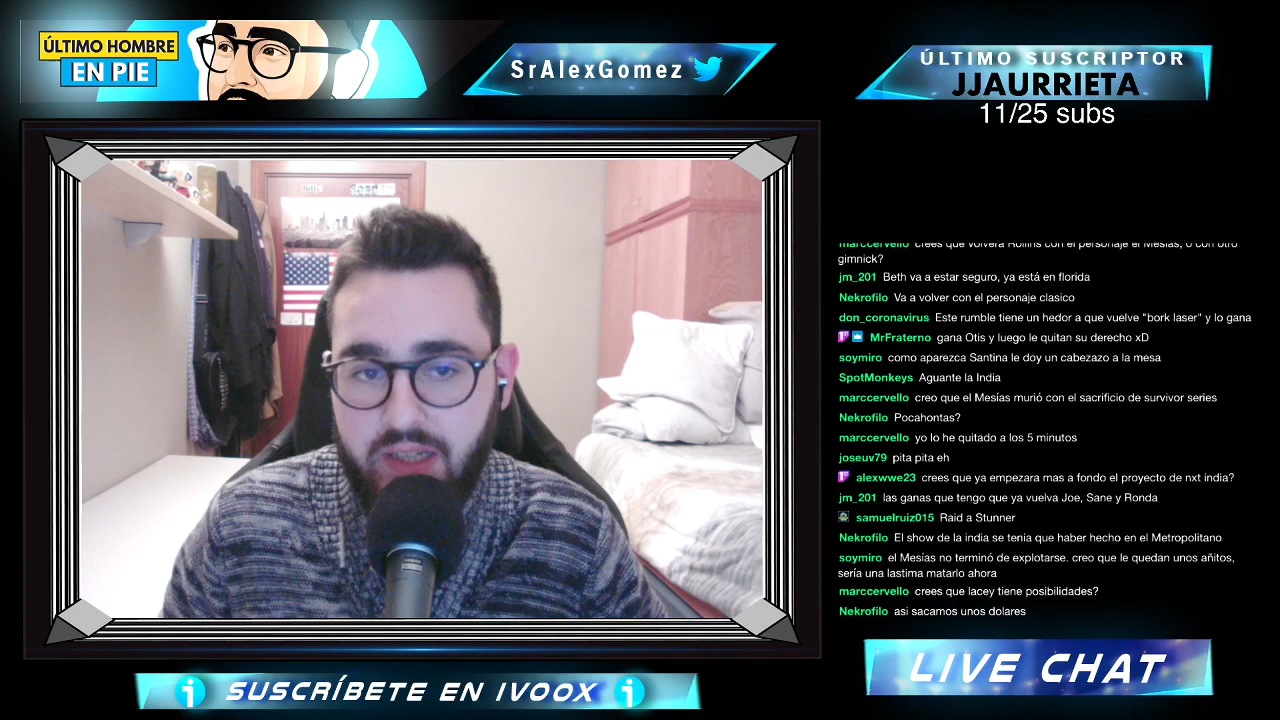 ÚLTIMO HOMBRE
EN PIE
SrAlexGomez
ÚLTIMO SUSCRIPTOR
JJAURRIETA
11/25 subs
marccervello crees que volverá Rollins con el personaje el Mesías, o con otro
gimnick?
jm_201 Beth va a estar seguro, ya está en florida
Nekrofilo Va a volver con el personaje clasico
don_coronavirus Este rumble tiene un hedor a que vuelve "bork laser" y lo gana
MrFraterno gana Otis y luego le quitan su derecho xD
soymiro como aparezca Santina le doy un cabezazo a la mesa
SpotMonkeys Aguante la India
marccervello creo que el Mesías murió con el sacrificio de survivor series
Nekrofilo Pocahontas?
marccervello yo lo he quitado a los 5 minutos
joseuv79 pita pita eh
alexwwe23 crees que ya empezara mas a fondo el proyecto de nxt india?
jm_201 las ganas que tengo que ya vuelva Joe, Sane y Ronda
samuelruiz015 Raid a Stunner
Nekrofilo El show de la india se tenia que haber hecho en el Metropolitano
soymiro el Mesías no terminó de explotarse. creo que le quedan unos añitos,
sería una lastima matarlo ahora
marccervello crees que lacey tiene posibilidades?
Nekrofilo asi sacamos unos dolares
LIVE CHAT
SUSCRÍBETE EN IVOOX